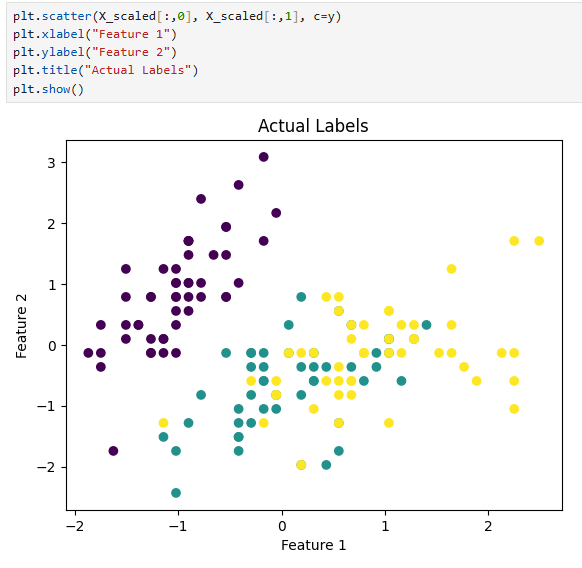 plt.scatter(X_scaled[:,0], X_scaled[:,1], c=y)
plt.xlabel("Feature 1")
plt.ylabel("Feature 2")
plt.title("Actual Labels")
plt.show()
Actual Labels
3
2
1
0
−1
−2
Feature 2
−2 −1 0 1 2
Feature 1